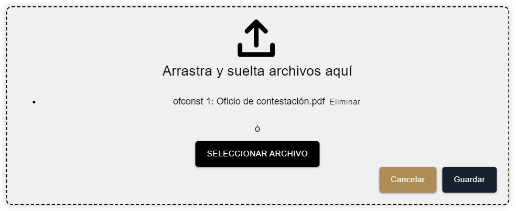 Arrastra y suelta archivos aquí
ofconst 1: Oficio de contestación.pdf Eliminar
ó
SELECCIONAR ARCHIVO
Cancelar Guardar